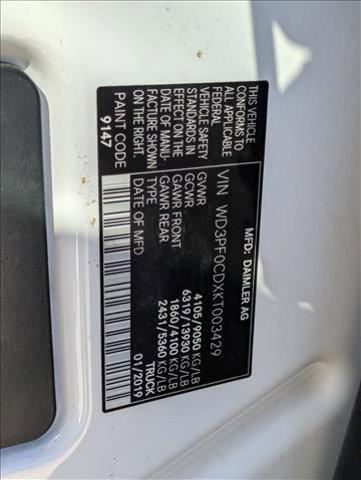 MFD. DAIMLER AG
VIN WD3PF0CDXKT003429
GVWR 4105/9050 KG/LB
GCWR 6319/13930 KG/LB
GAWR FRONT 1860/4100 KG/LB
GAWR REAR 2431/5360 KG/LB
TYPE TRUCK
DATE OF MFD 01/2019
THIS VEHICLE
CONFORMS TO
ALL APPLICABLE
FEDERAL
VEHICLE SAFETY
STANDARDS IN
EFFECT ON THE
DATE OF MANU-
FACTURE SHOWN
ON THE RIGHT.
PAINT CODE
9147